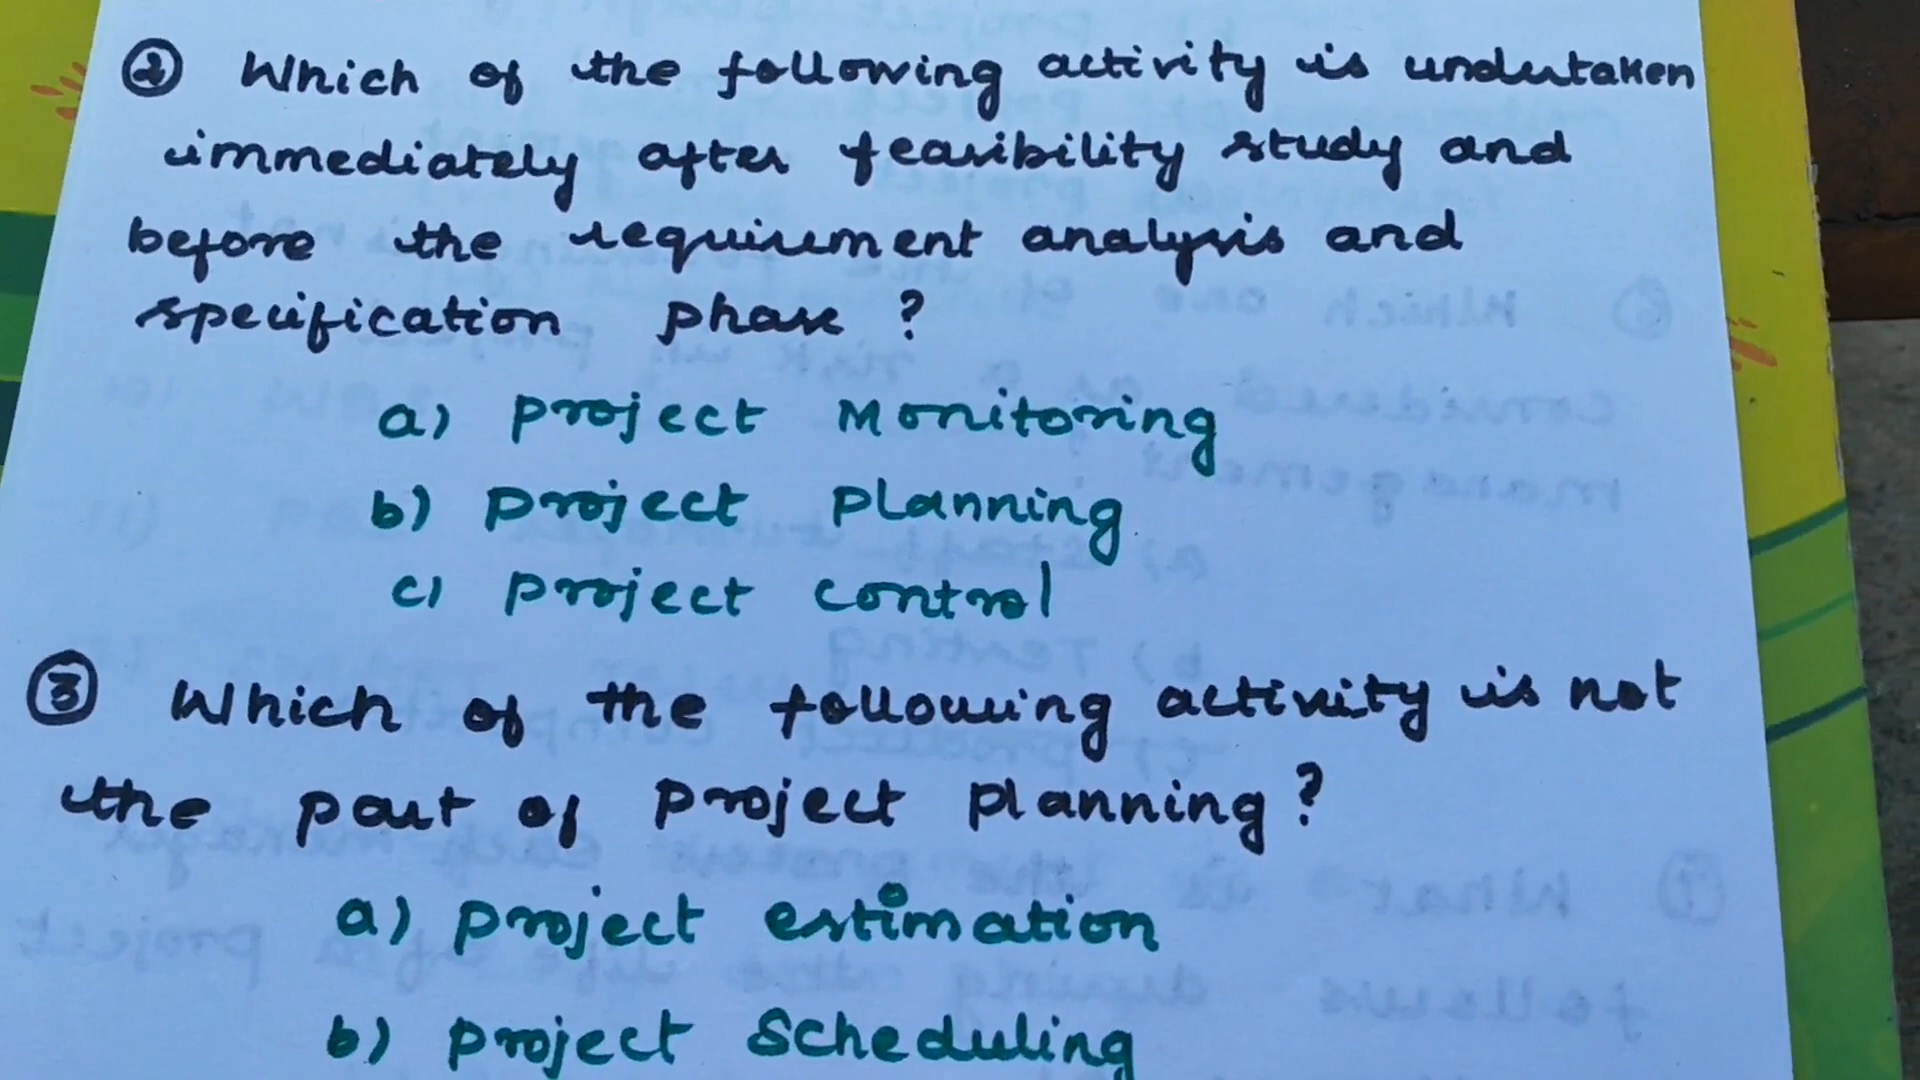 ② Which of the following activity is undertaken
immediately after feasibility study and
before the requirement analysis and
specification phase ?
a) Project Monitoring
b) Project Planning
c) Project control
③ Which of the following activity is not
the part of Project Planning?
a) Project estimation
b) Project Scheduling